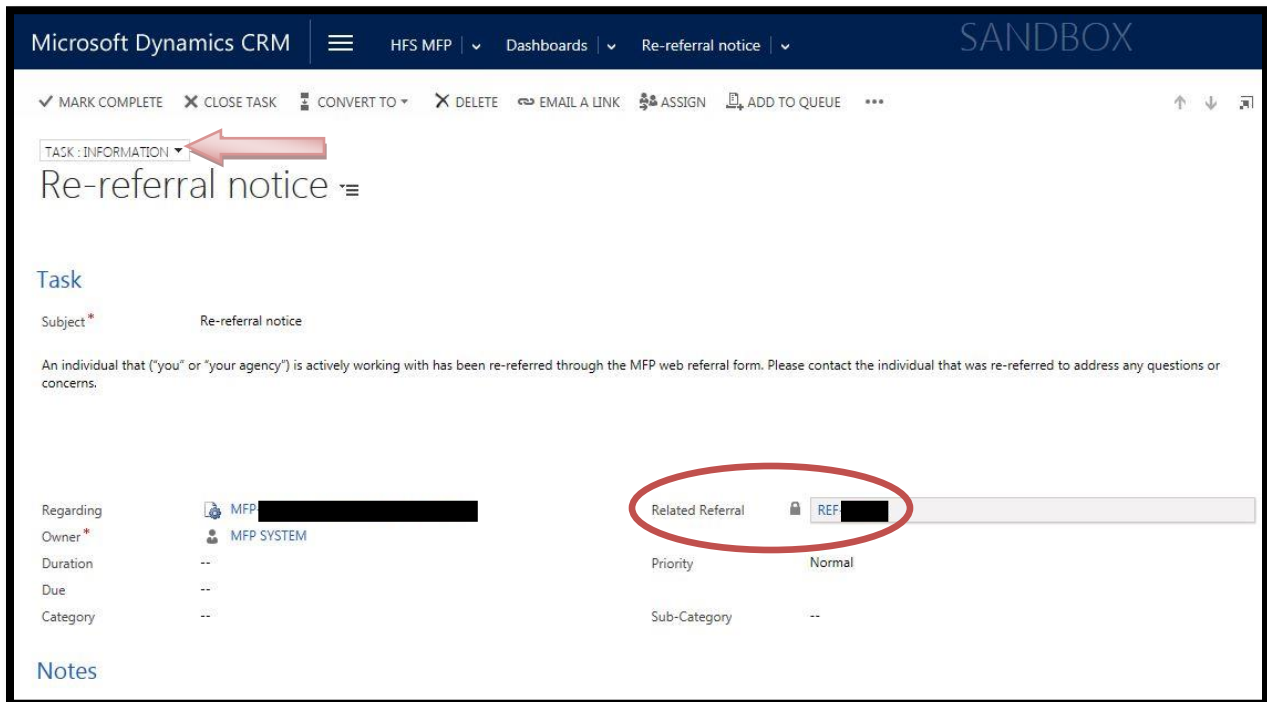 Microsoft Dynamics CRM HFS MFP Dashboards Re-referral notice SANDBOX
MARK COMPLETE CLOSE TASK CONVERT TO DELETE EMAIL A LINK ASSIGN ADD TO QUEUE •••
TASK : INFORMATION
Re-referral notice
Task
Subject* Re-referral notice
An individual that (“you” or “your agency”) is actively working with has been re-referred through the MFP web referral form. Please contact the individual that was re-referred to address any questions or
concerns.
Regarding MFP- Related Referral REF-
Owner* MFP SYSTEM
Duration -- Priority Normal
Due --
Category -- Sub-Category --
Notes